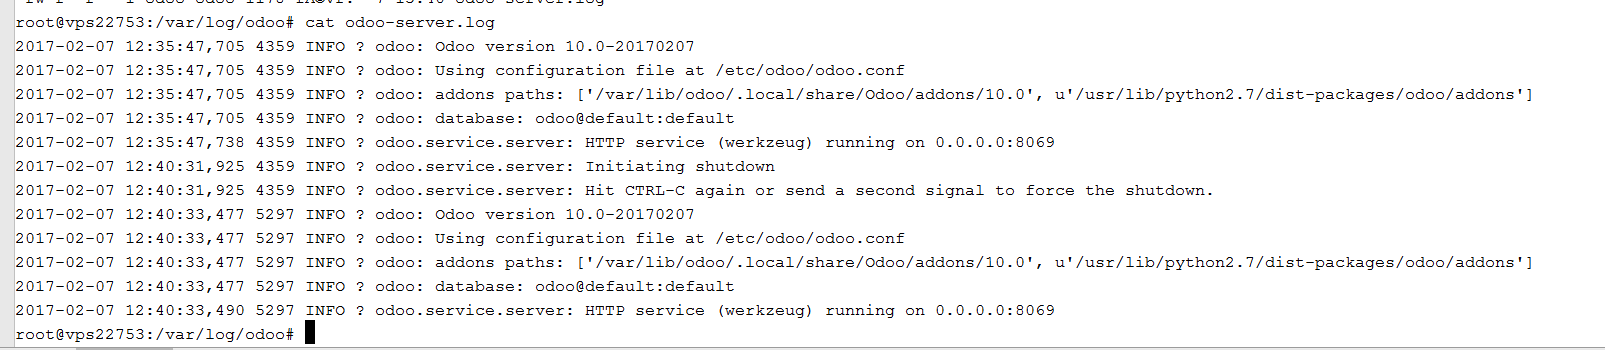 root@vps22753:/var/log/odoo# cat odoo-server.log
2017-02-07 12:35:47,705 4359 INFO ? odoo: Odoo version 10.0-20170207
2017-02-07 12:35:47,705 4359 INFO ? odoo: Using configuration file at /etc/odoo/odoo.conf
2017-02-07 12:35:47,705 4359 INFO ? odoo: addons paths: ['/var/lib/odoo/.local/share/Odoo/addons/10.0', u'/usr/lib/python2.7/dist-packages/odoo/addons']
2017-02-07 12:35:47,705 4359 INFO ? odoo: database: odoo@default:default
2017-02-07 12:35:47,738 4359 INFO ? odoo.service.server: HTTP service (werkzeug) running on 0.0.0.0:8069
2017-02-07 12:40:31,925 4359 INFO ? odoo.service.server: Initiating shutdown
2017-02-07 12:40:31,925 4359 INFO ? odoo.service.server: Hit CTRL-C again or send a second signal to force the shutdown.
2017-02-07 12:40:33,477 5297 INFO ? odoo: Odoo version 10.0-20170207
2017-02-07 12:40:33,477 5297 INFO ? odoo: Using configuration file at /etc/odoo/odoo.conf
2017-02-07 12:40:33,477 5297 INFO ? odoo: addons paths: ['/var/lib/odoo/.local/share/Odoo/addons/10.0', u'/usr/lib/python2.7/dist-packages/odoo/addons']
2017-02-07 12:40:33,477 5297 INFO ? odoo: database: odoo@default:default
2017-02-07 12:40:33,490 5297 INFO ? odoo.service.server: HTTP service (werkzeug) running on 0.0.0.0:8069
root@vps22753:/var/log/odoo#